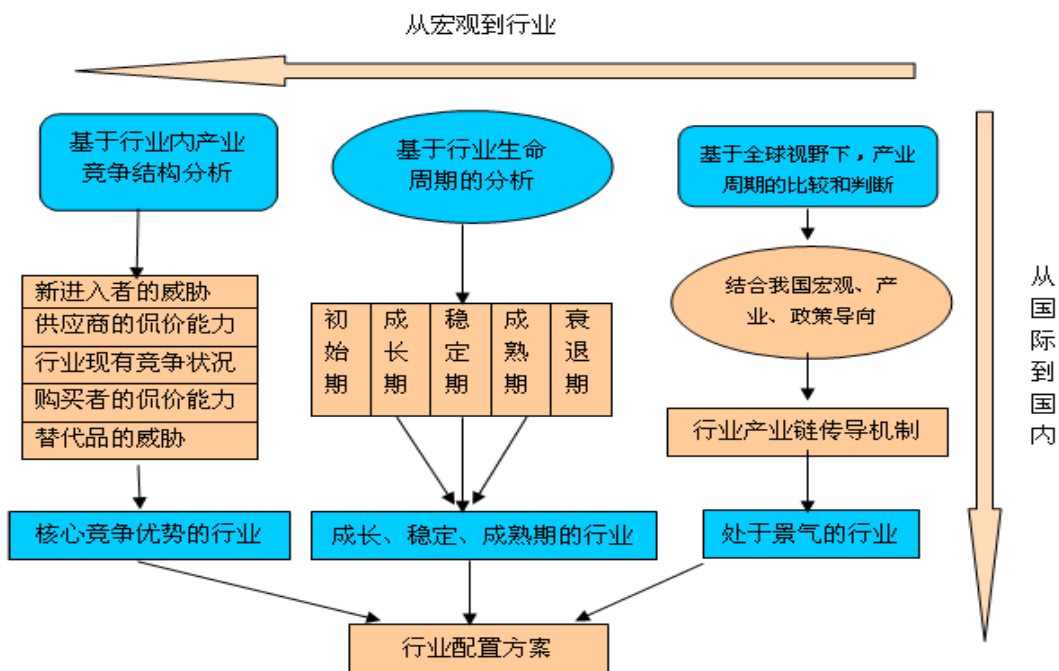 从宏观到行业
基于行业内产业
竞争结构分析
基于行业生命
周期的分析
基于全球视野下，产业
周期的比较和判断
新进入者的威胁
供应商的侃价能力
行业现有竞争状况
购买者的侃价能力
替代品的威胁
初始期
成长期
稳定期
成熟期
衰退期
结合我国宏观、产
业、政策导向
行业产业链传导机制
核心竞争优势的行业
成长、稳定、成熟期的行业
处于景气的行业
行业配置方案
从国际到国内